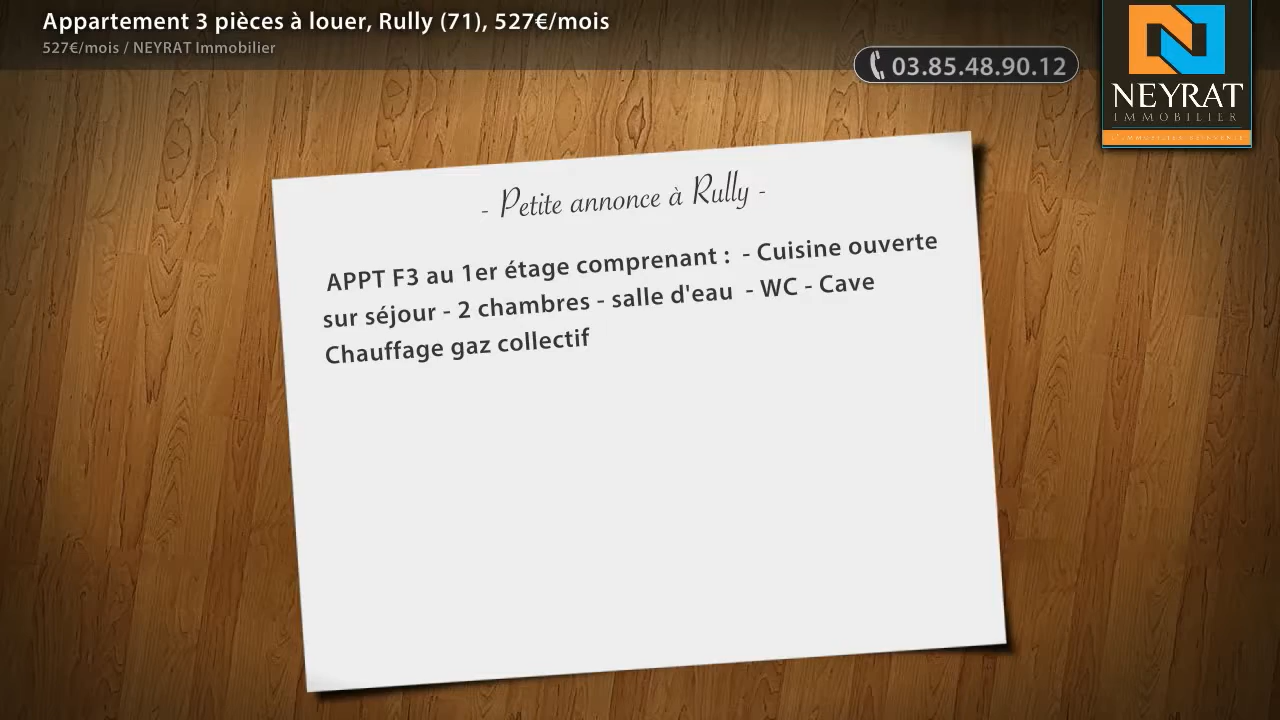 Appartement 3 pièces à louer, Rully (71), 527€/mois
527€/mois / NEYRAT Immobilier
03.85.48.90.12
NEYRAT
IMMOBILIER
- Petite annonce à Rully -
APPT F3 au 1er étage comprenant :  - Cuisine ouverte
sur séjour - 2 chambres - salle d'eau  - WC - Cave
Chauffage gaz collectif